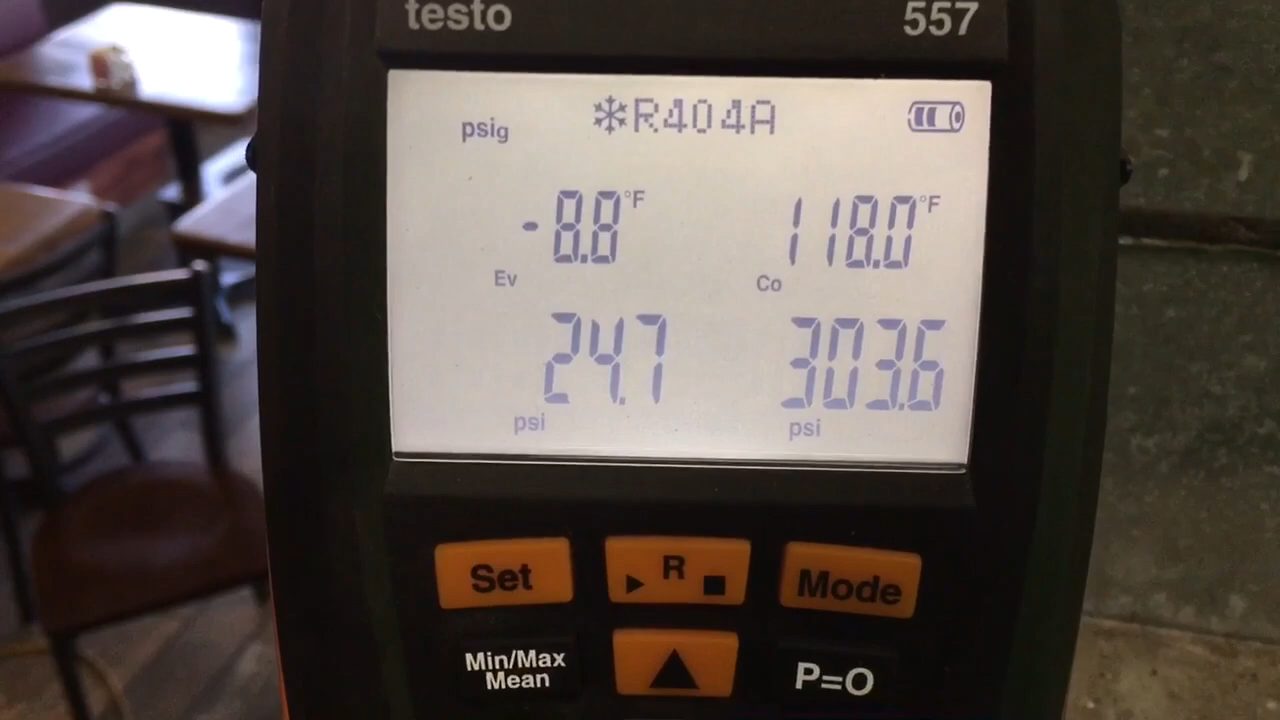 testo 557
psig ❄R404A
-8.8°F 118.0°F
Ev Co
24.7 303.6
psi psi
Set ▶ R ■ Mode
Min/Max
Mean ▲ P=O